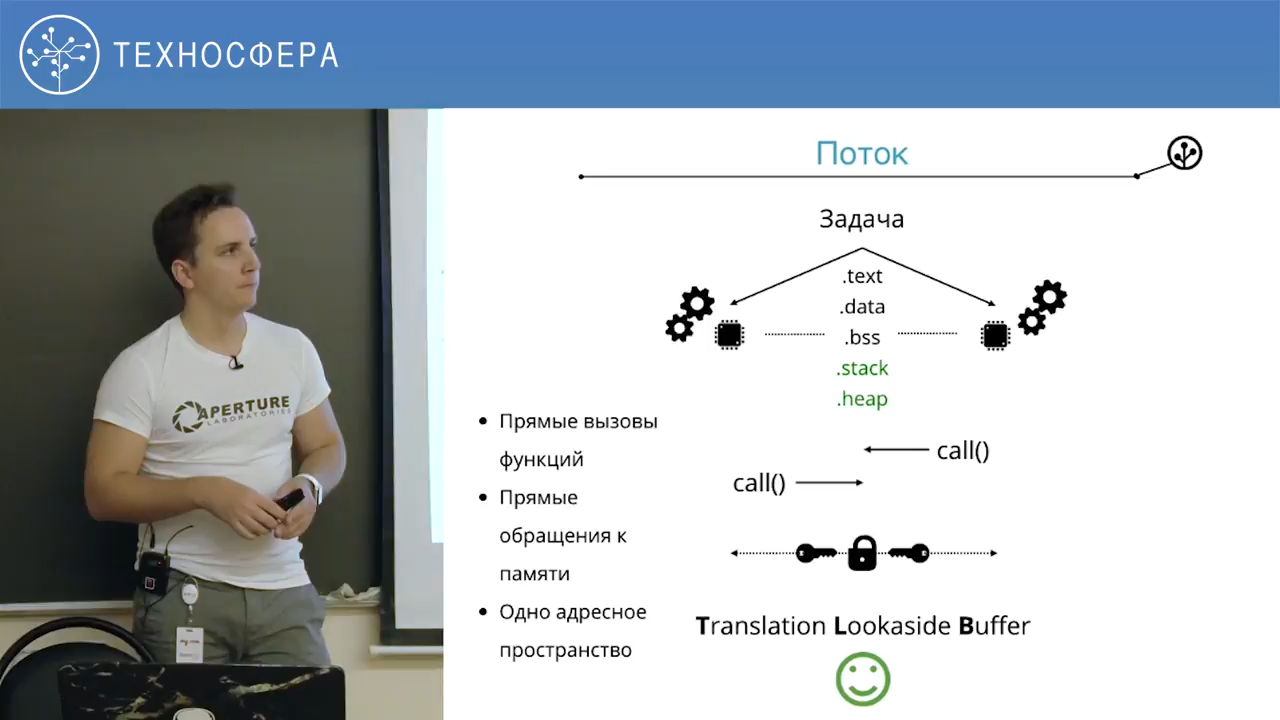 ТЕХНОСФЕРА
APERTURE
LABORATORIES
Поток
Задача
.text
.data
.bss
.stack
.heap
• Прямые вызовы
функций
• Прямые
обращения к
памяти
• Одно адресное
пространство
call()
call()
Translation Lookaside Buffer